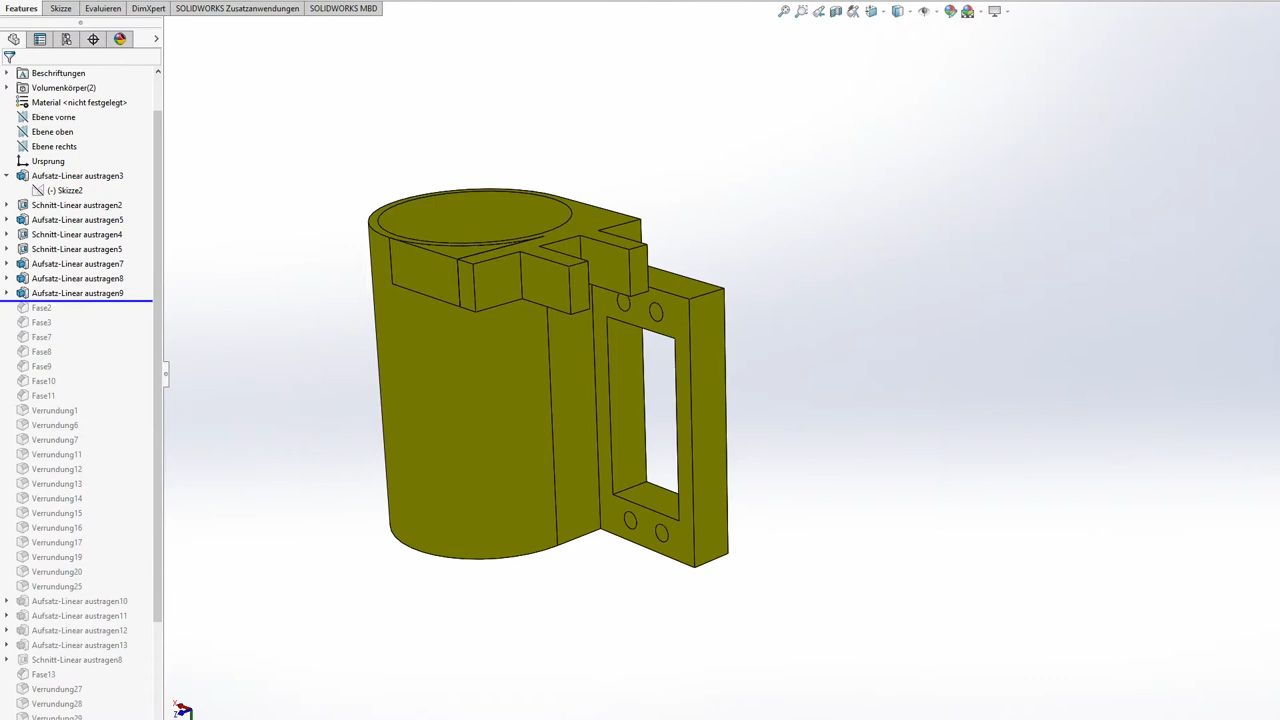 Features Skizze Evaluieren DimXpert SOLIDWORKS Zusatzanwendungen SOLIDWORKS MBD
Beschriftungen
Volumenkörper(2)
Material <nicht festgelegt>
Ebene vorne
Ebene oben
Ebene rechts
Ursprung
Aufsatz-Linear austragen3
(-) Skizze2
Schnitt-Linear austragen2
Aufsatz-Linear austragen5
Schnitt-Linear austragen4
Schnitt-Linear austragen5
Aufsatz-Linear austragen7
Aufsatz-Linear austragen8
Aufsatz-Linear austragen9
Fase2
Fase3
Fase7
Fase8
Fase9
Fase10
Fase11
Verrundung1
Verrundung6
Verrundung7
Verrundung11
Verrundung12
Verrundung13
Verrundung14
Verrundung15
Verrundung16
Verrundung17
Verrundung19
Verrundung20
Verrundung25
Aufsatz-Linear austragen10
Aufsatz-Linear austragen11
Aufsatz-Linear austragen12
Aufsatz-Linear austragen13
Schnitt-Linear austragen8
Fase13
Verrundung27
Verrundung28
Verrundung29
X
Z